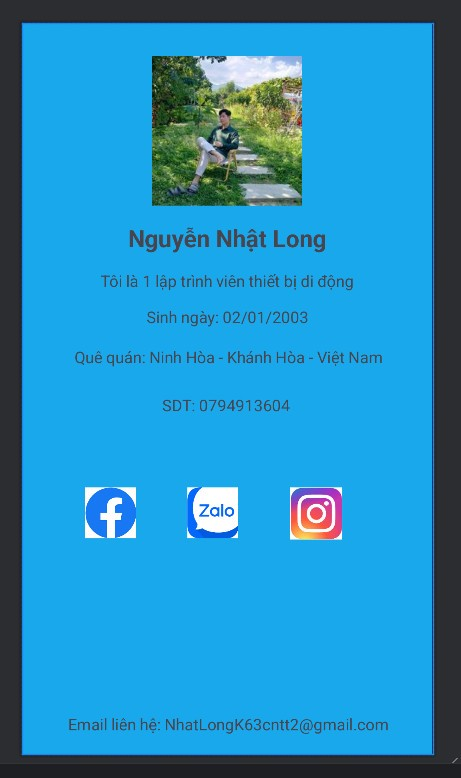 Nguyễn Nhật Long
Tôi là 1 lập trình viên thiết bị di động
Sinh ngày: 02/01/2003
Quê quán: Ninh Hòa - Khánh Hòa - Việt Nam
SDT: 0794913604
Zalo
Email liên hệ: NhatLongK63cntt2@gmail.com